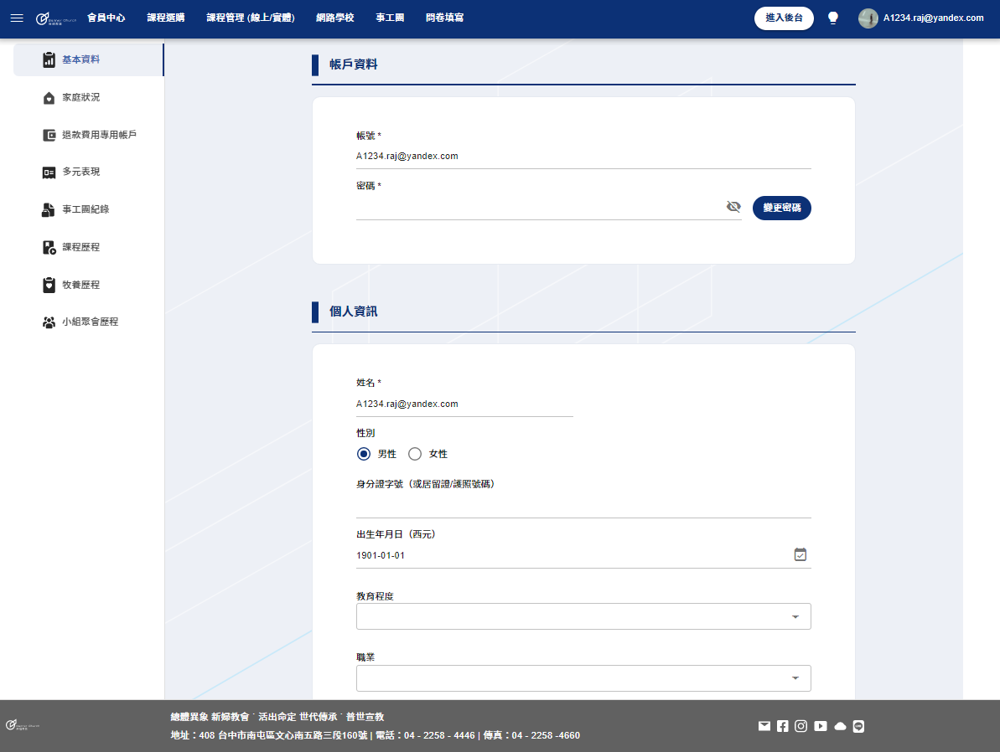 會員中心 課程選購 課程管理 (線上/實體) 網路學校 事工團 問卷填寫 進入後台 A1234.raj@yandex.com
基本資料
家庭狀況
退款費用專用帳戶
多元表現
事工團紀錄
課程歷程
牧養歷程
小組聚會歷程
帳戶資料
帳號 *
A1234.raj@yandex.com
密碼 *
變更密碼
個人資訊
姓名 *
A1234.raj@yandex.com
性別
男性 女性
身分證字號（或居留證/護照號碼）
出生年月日（西元）
1901-01-01
教育程度
職業
總體異象 新婦教會˙活出命定 世代傳承˙普世宣教
地址：408 台中市南屯區文心南五路三段160號 | 電話：04 - 2258 - 4446 | 傳真：04 - 2258 -4660